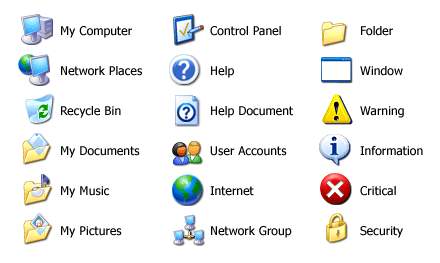 My Computer
Control Panel
Folder
Network Places
Help
Window
Recycle Bin
Help Document
Warning
My Documents
User Accounts
Information
My Music
Internet
Critical
My Pictures
Network Group
Security